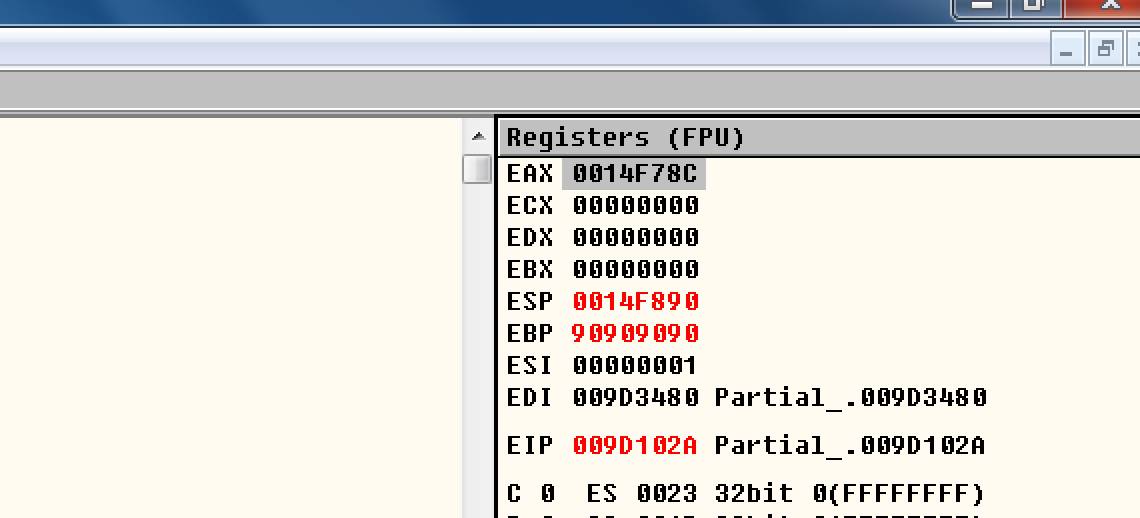 Registers (FPU)
EAX 0014F78C
ECX 00000000
EDX 00000000
EBX 00000000
ESP 0014F890
EBP 90909090
ESI 00000001
EDI 009D3480 Partial_.009D3480
EIP 009D102A Partial_.009D102A
C 0 ES 0023 32bit 0(FFFFFFFF)